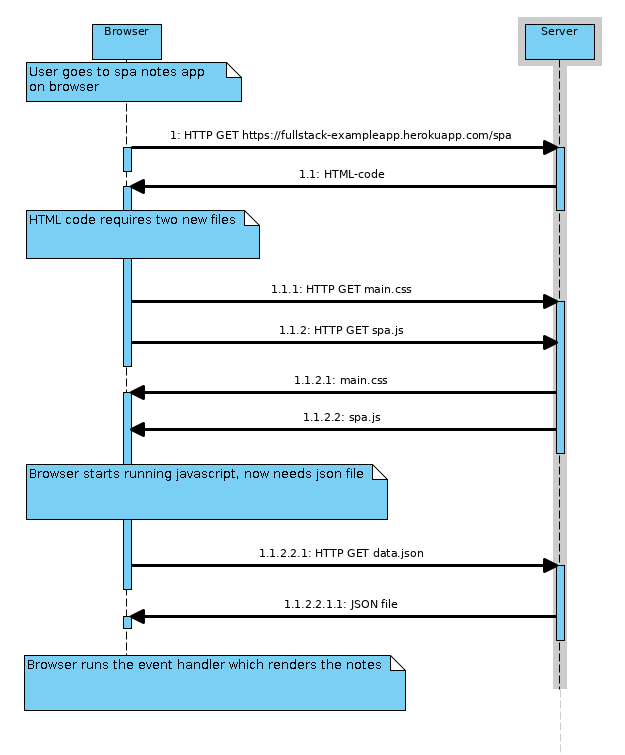 Browser
Server
User goes to spa notes app
on browser
1: HTTP GET https://fullstack-exampleapp.herokuapp.com/spa
1.1: HTML-code
HTML code requires two new files
1.1.1: HTTP GET main.css
1.1.2: HTTP GET spa.js
1.1.2.1: main.css
1.1.2.2: spa.js
Browser starts running javascript, now needs json file
1.1.2.2.1: HTTP GET data.json
1.1.2.2.1.1: JSON file
Browser runs the event handler which renders the notes